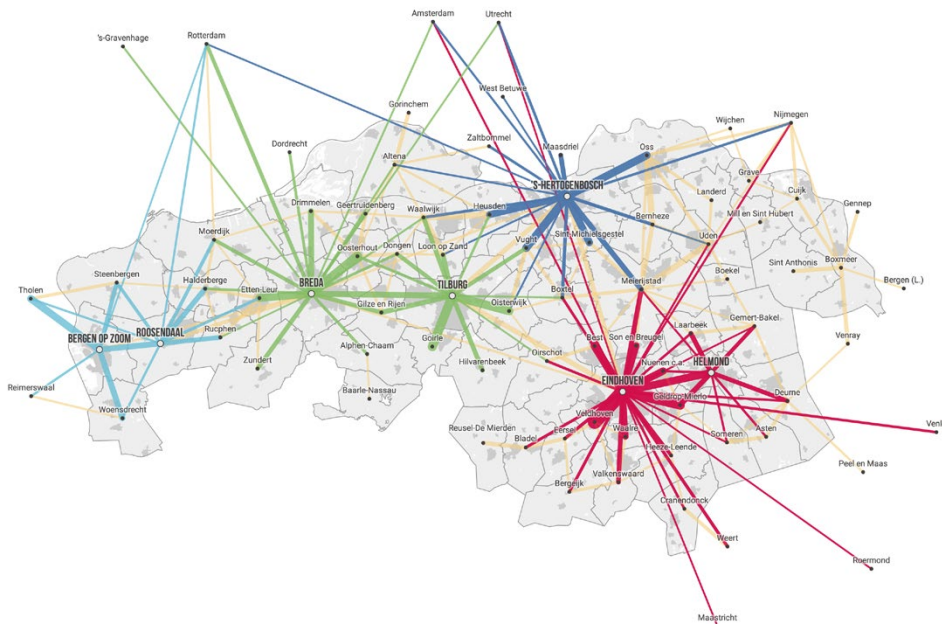 Amsterdam
Utrecht
's-Gravenhage
Rotterdam
West Betuwe
Gorinchem
Nijmegen
Wijchen
Zaltbommel
Maasdriel
Oss
Dordrecht
Altena
Grave
'S-HERTOGENBOSCH
Cuijk
Landerd
Drimmelen
Geertruidenberg
Waalwijk
Heusden
Gennep
Bernheze
Mill en Sint Hubert
Moerdijk
Sint-Michielsgestel
Uden
Oosterhout
Dongen
Loon op Zand
Vught
Boxmeer
Steenbergen
Sint Anthonis
Boekel
Halderberge
Meierijstad
Bergen (L.)
BREDA
TILBURG
Tholen
Etten-Leur
Boxtel
Gilze en Rijen
Oisterwijk
Gemert-Bakel
Rucphen
Laarbeek
BERGEN OP ZOOM
ROOSENDAAL
Best
Son en Breugel
Venray
Goirle
Alphen-Chaam
Oirschot
Zundert
Hilvarenbeek
Nuenen c.a.
HELMOND
EINDHOVEN
Reimerswaal
Baarle-Nassau
Geldrop-Mierlo
Deurne
Woensdrecht
Veldhoven
Venl
Reusel-De Mierden
Eersel
Waalre
Bladel
Someren
Asten
Heeze-Leende
Peel en Maas
Valkenswaard
Bergeijk
Cranendonck
Weert
Roermond
Maastricht